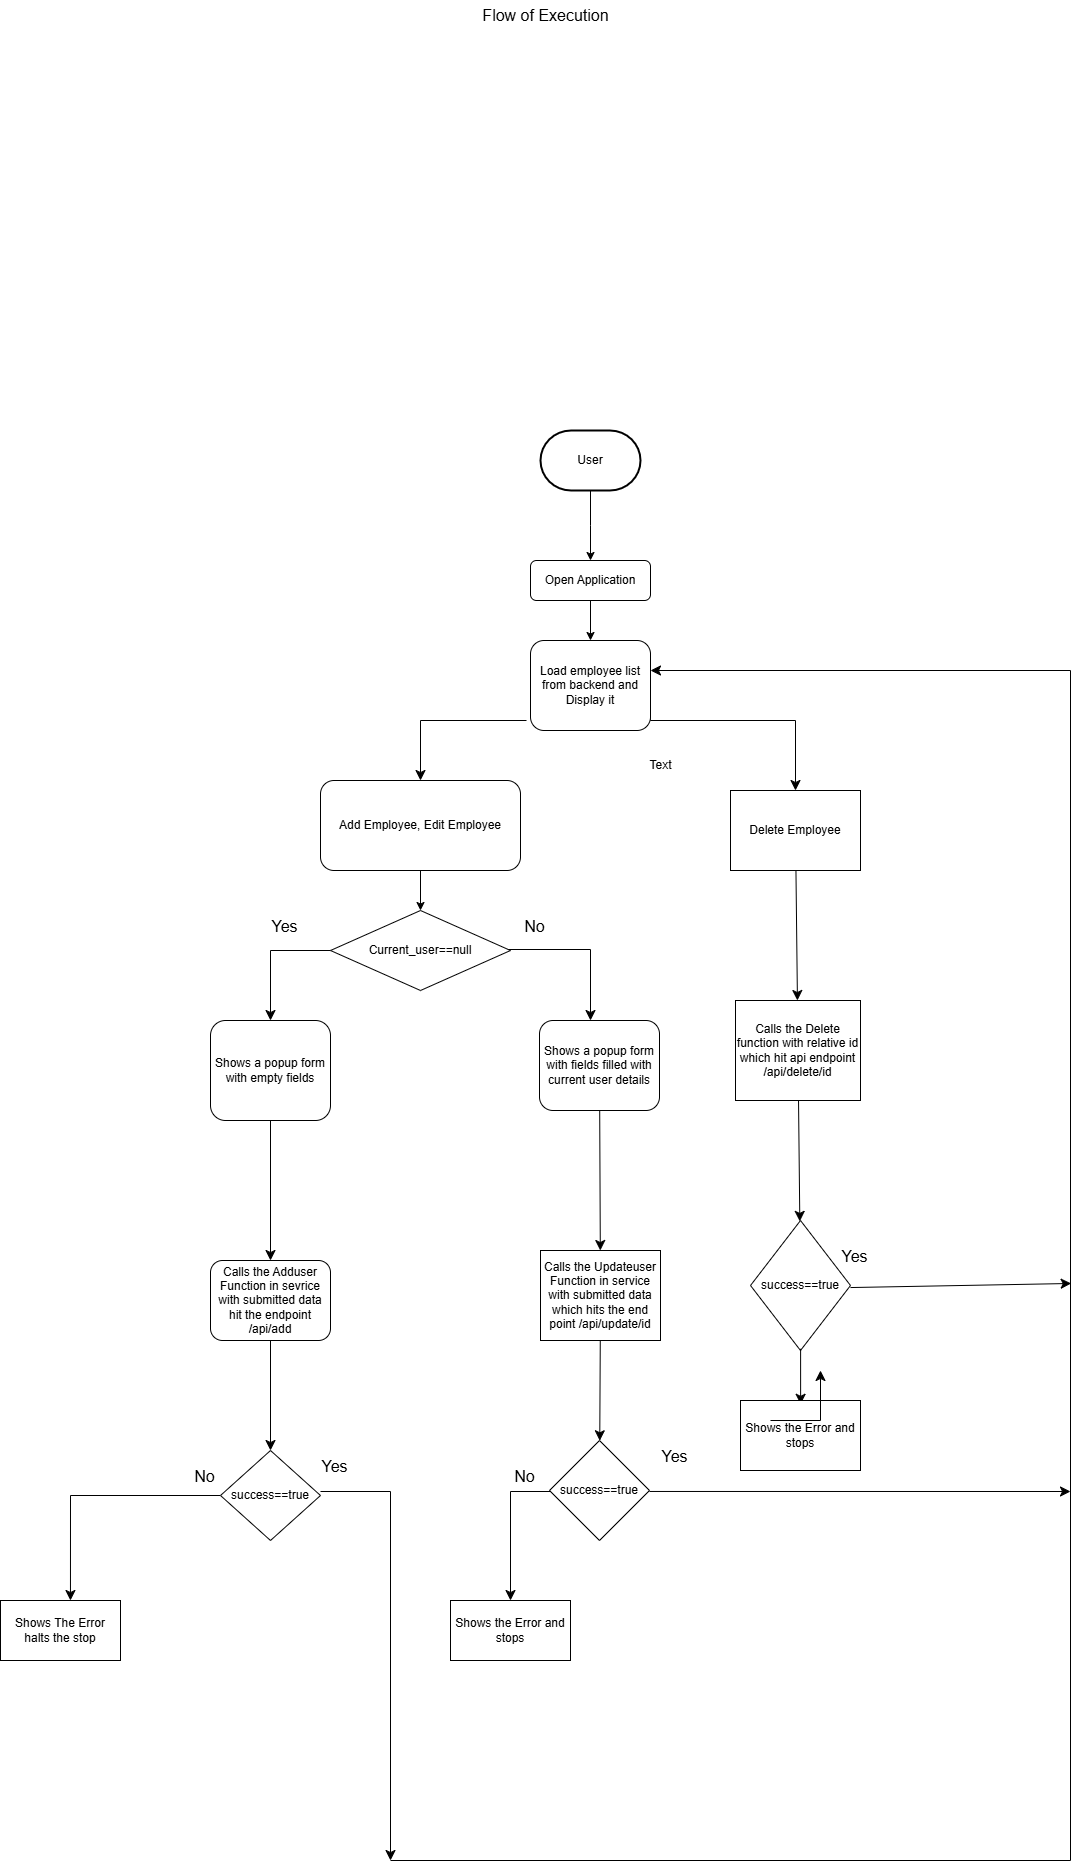 Flow of Execution
User
Open Application
Load employee list
from backend and
Display it
Text
Add Employee, Edit Employee
Delete Employee
Yes
No
Current_user==null
Shows a popup form
with empty fields
Shows a popup form
with fields filled with
current user details
Calls the Delete
function with relative id
which hit api endpoint
/api/delete/id
Calls the Adduser
Function in sevrice
with submitted data
hit the endpoint
/api/add
Calls the Updateuser
Function in service
with submitted data
which hits the end
point /api/update/id
Yes
success==true
Shows the Error and
stops
No
Yes
success==true
No
Yes
success==true
Shows The Error
halts the stop
Shows the Error and
stops